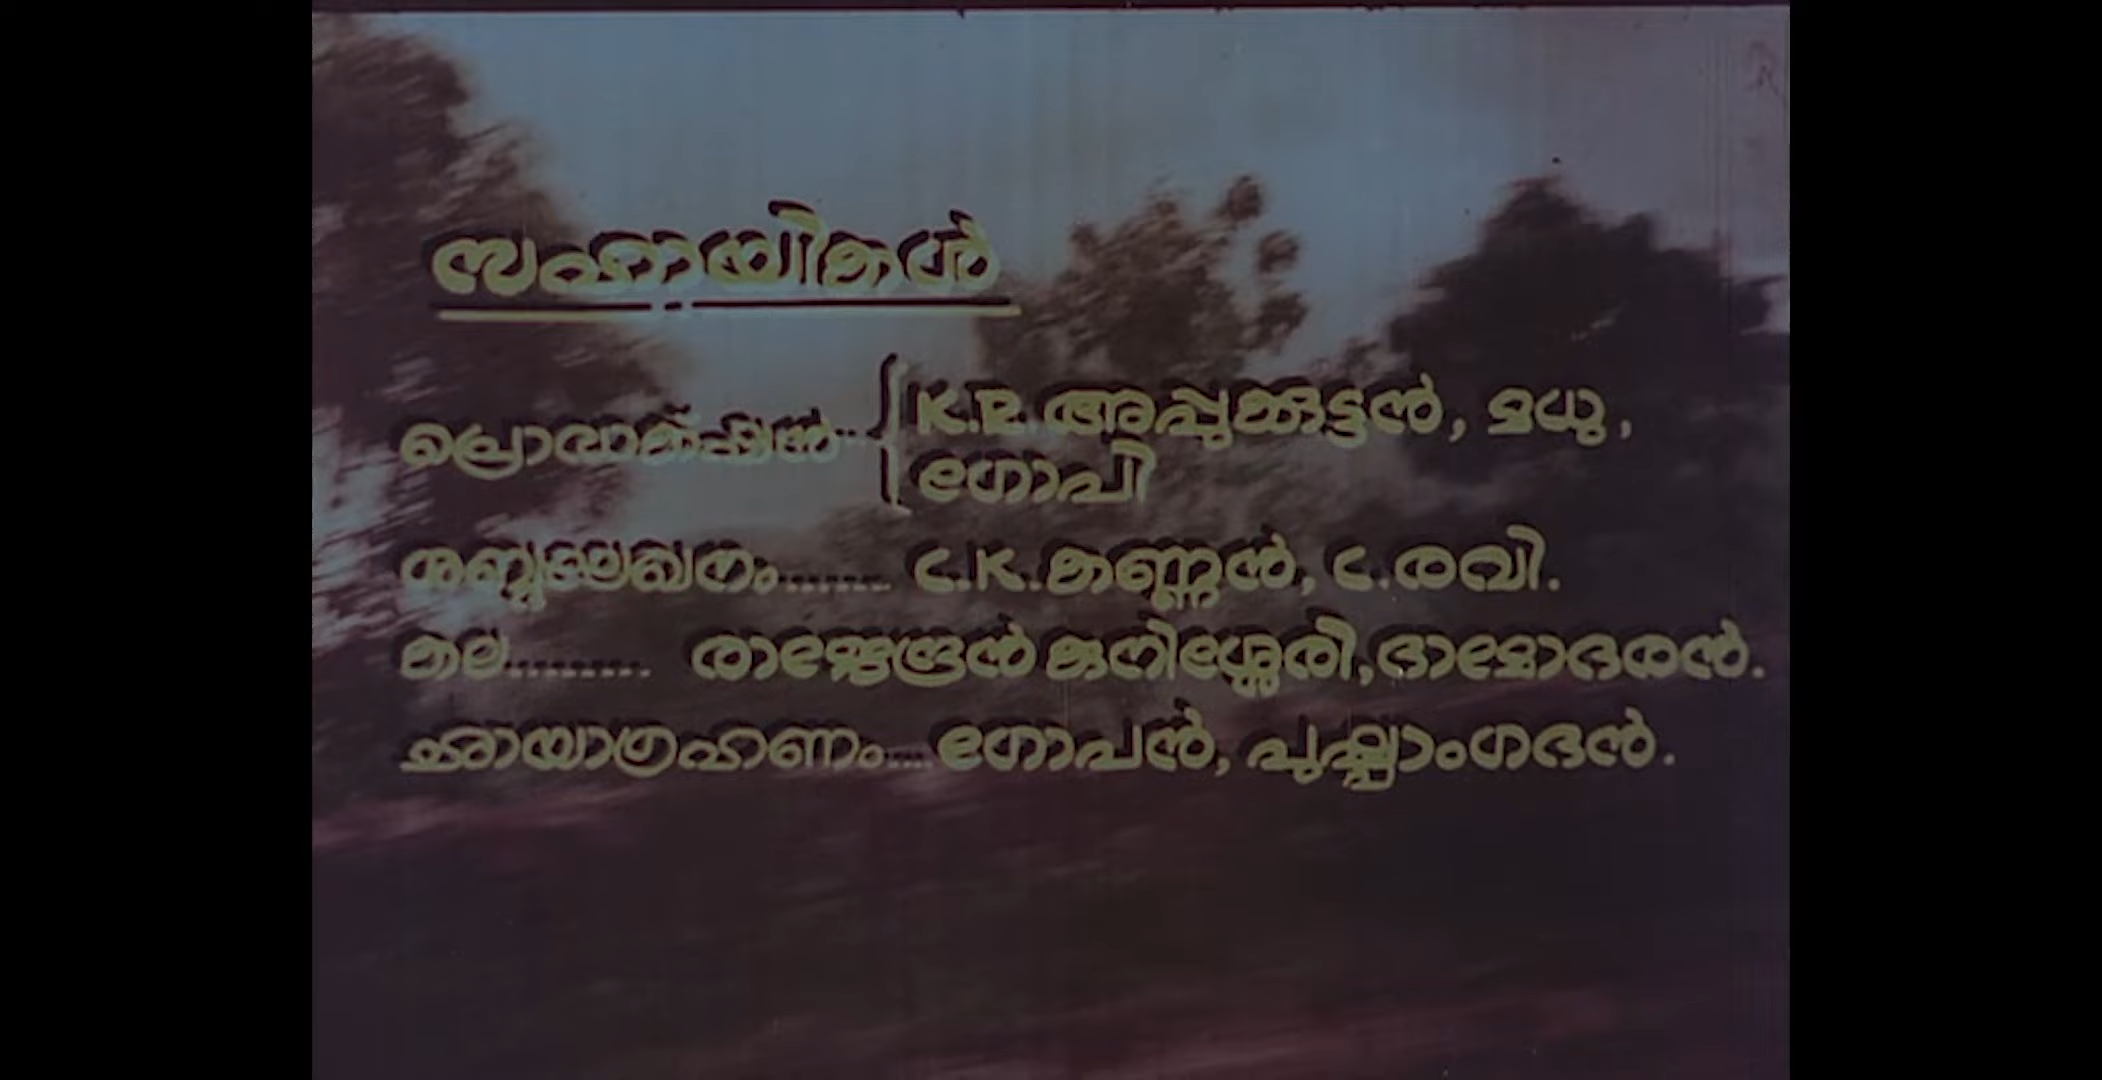 സഹായികൾ
പ്രൊഡക്ഷൻ.. { K.R. അപ്പുക്കുട്ടൻ, മധു,
ഗോപി
ശബ്ദലേഖനം....... C.K. കണ്ണൻ, C. രവി.
കല......... രാജേന്ദ്രൻ കുനിശ്ശേരി, ദാമോദരൻ.
ഛായാഗ്രഹണം.... ഗോപൻ, പുഷ്പാംഗദൻ.